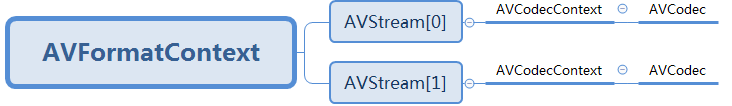 AVFormatContext
AVStream[0]
AVCodecContext
AVCodec
AVStream[1]
AVCodecContext
AVCodec